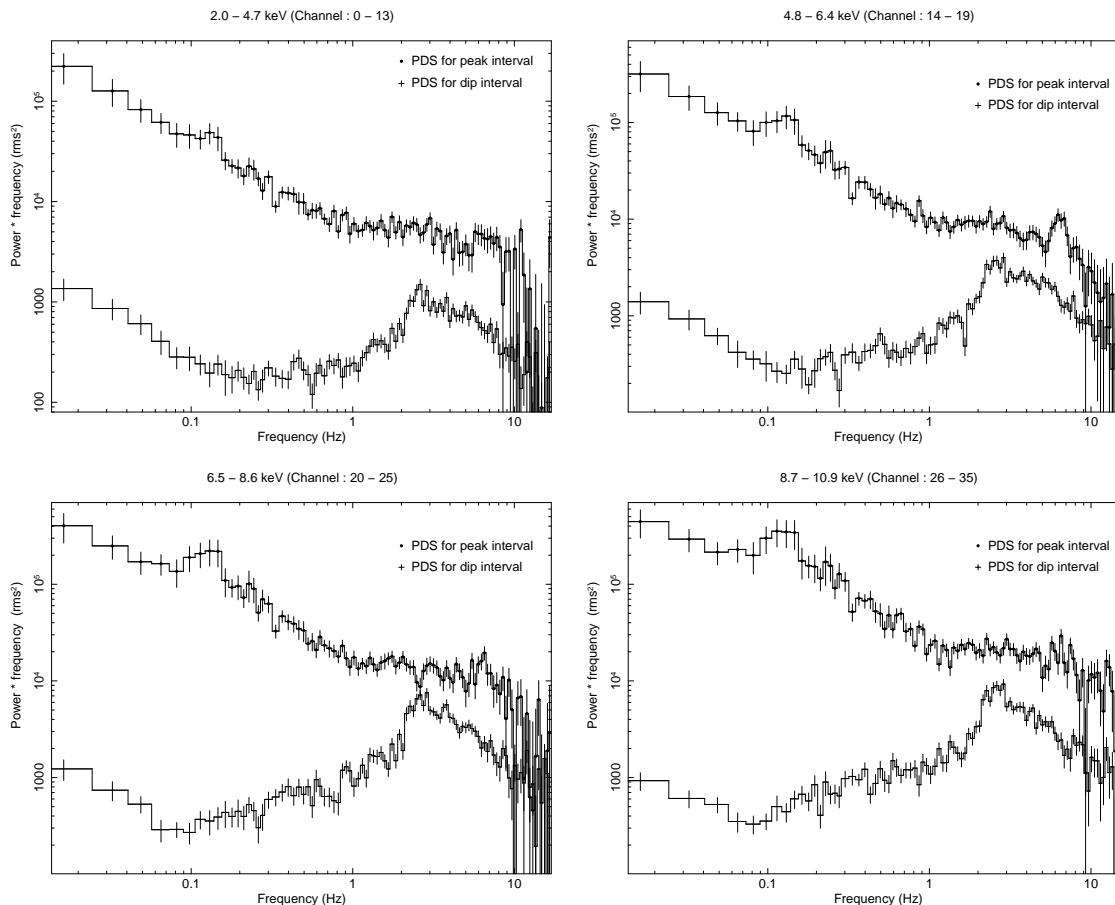 2.0 – 4.7 keV (Channel : 0 – 13)
PDS for peak interval
PDS for dip interval
Power * frequency (rms²)
10⁵
10⁴
1000
100
0.1
1
10
Frequency (Hz)
4.8 – 6.4 keV (Channel : 14 – 19)
PDS for peak interval
PDS for dip interval
Power * frequency (rms²)
10⁵
10⁴
1000
0.1
1
10
Frequency (Hz)
6.5 – 8.6 keV (Channel : 20 – 25)
PDS for peak interval
PDS for dip interval
Power * frequency (rms²)
10⁵
10⁴
1000
0.1
1
10
Frequency (Hz)
8.7 – 10.9 keV (Channel : 26 – 35)
PDS for peak interval
PDS for dip interval
Power * frequency (rms²)
10⁵
10⁴
1000
0.1
1
10
Frequency (Hz)